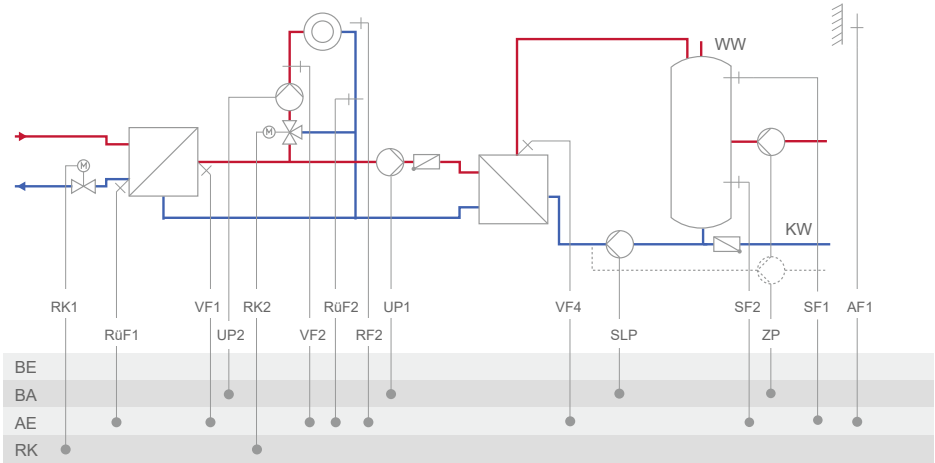 WW
M
M
KW
RK1 VF1 RK2 RüF2 UP1 VF4 SF2 SF1 AF1
RüF1 UP2 VF2 RF2 SLP ZP
BE
BA
AE
RK